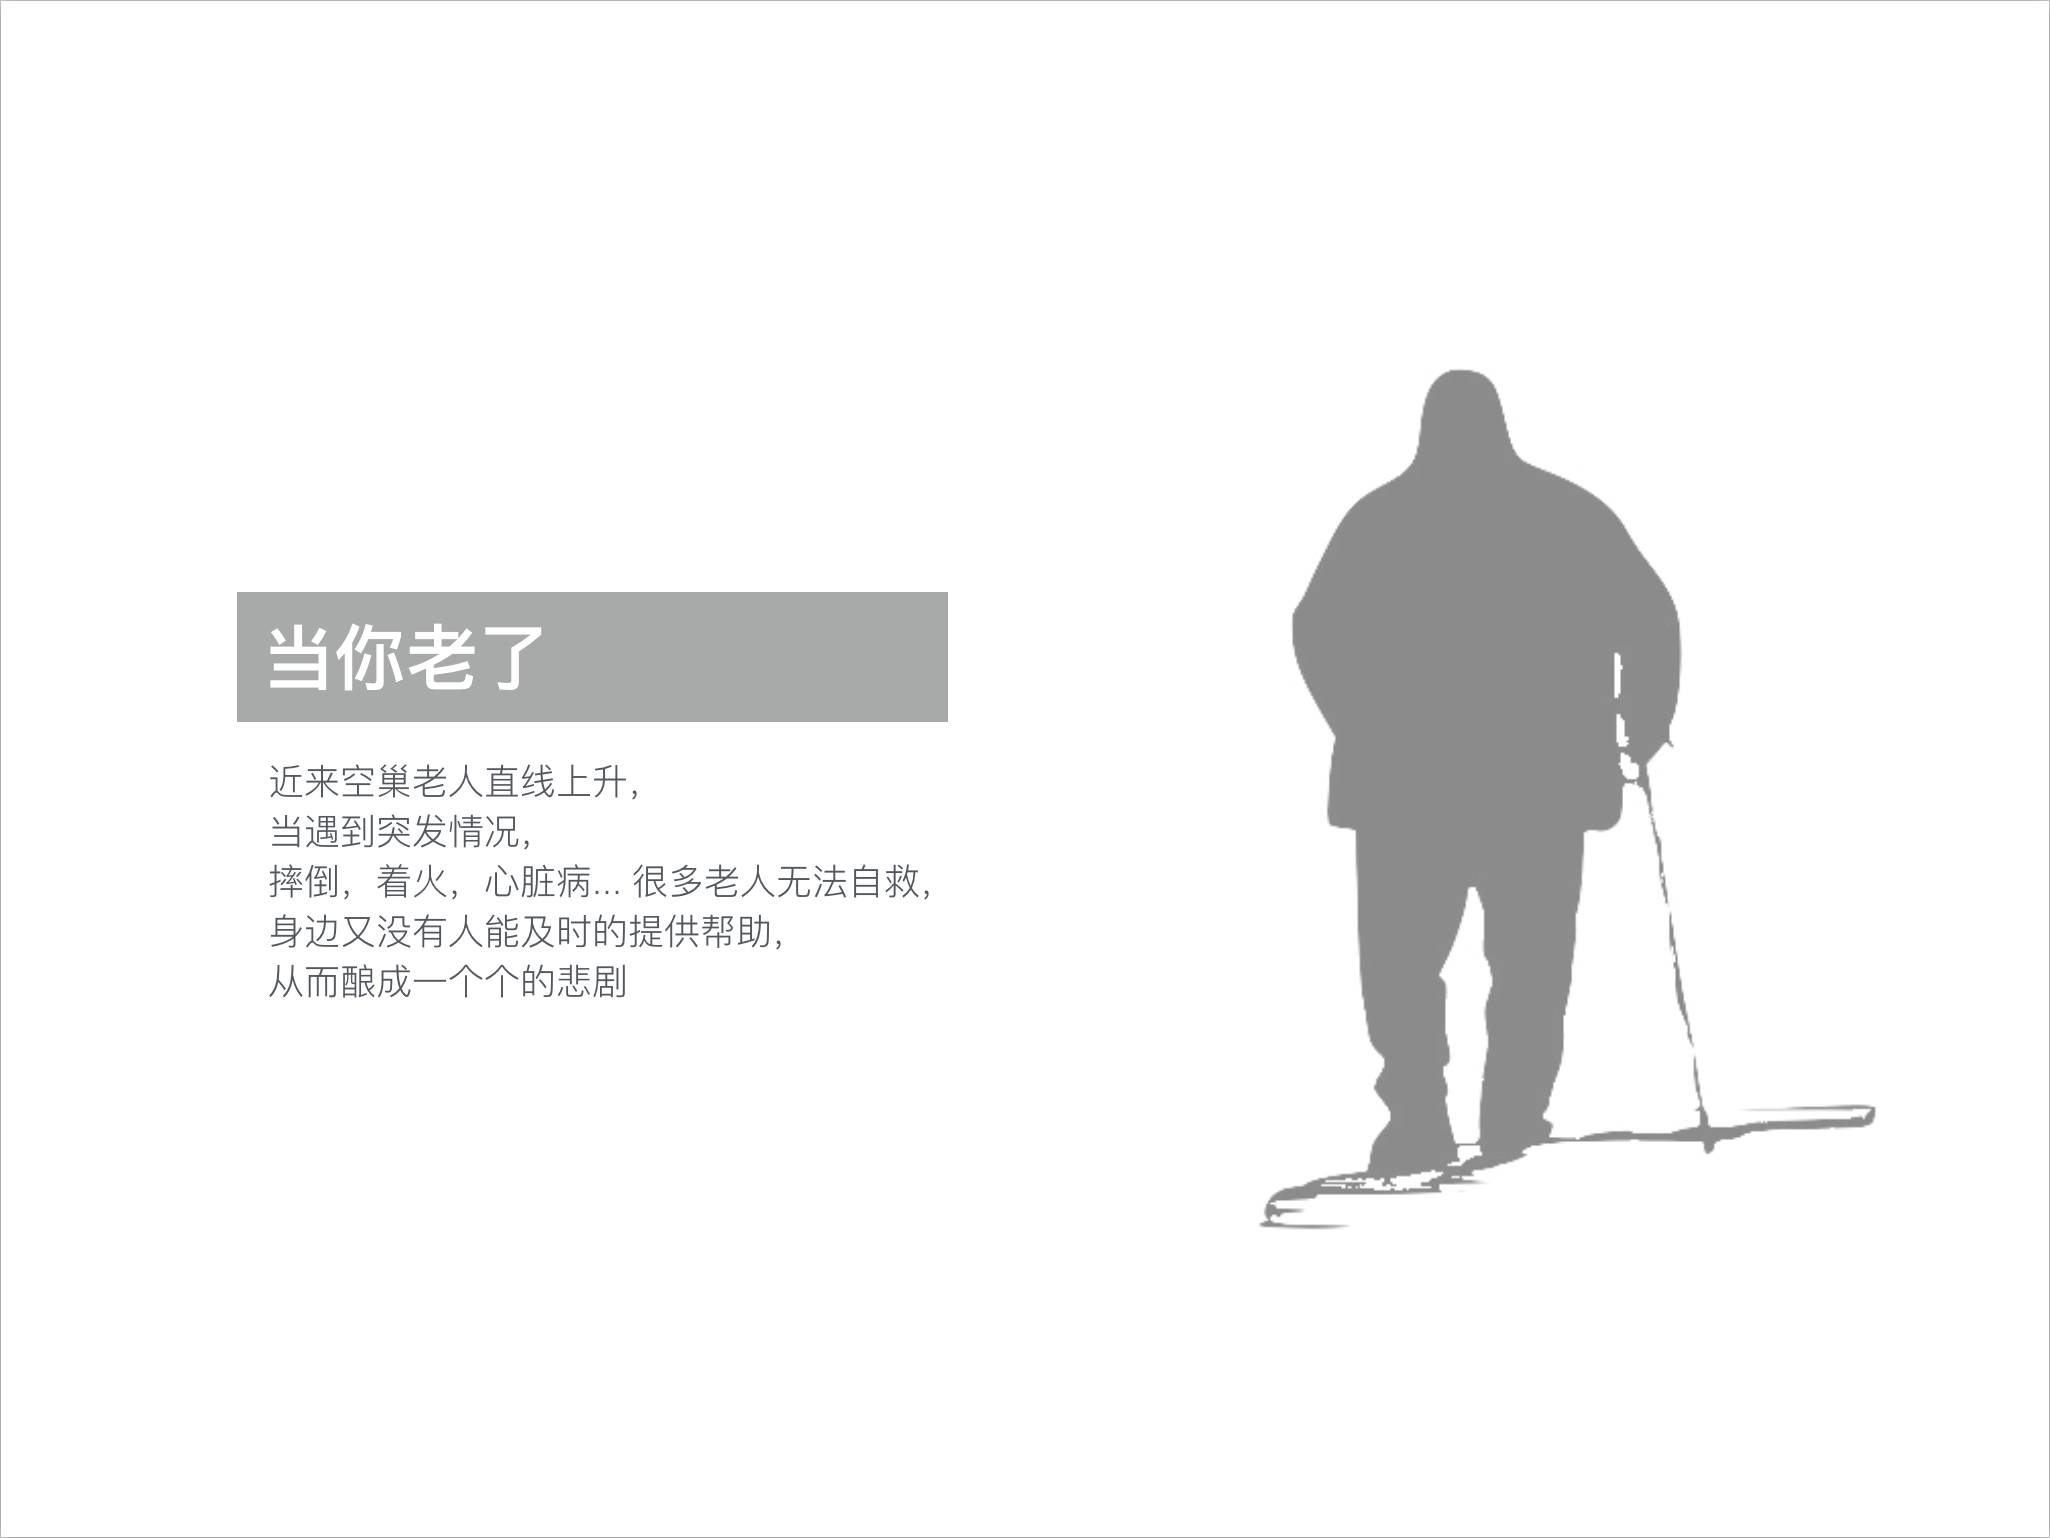 当你老了
近来空巢老人直线上升，
当遇到突发情况，
摔倒，着火，心脏病... 很多老人无法自救，
身边又没有人能及时的提供帮助，
从而酿成一个个的悲剧